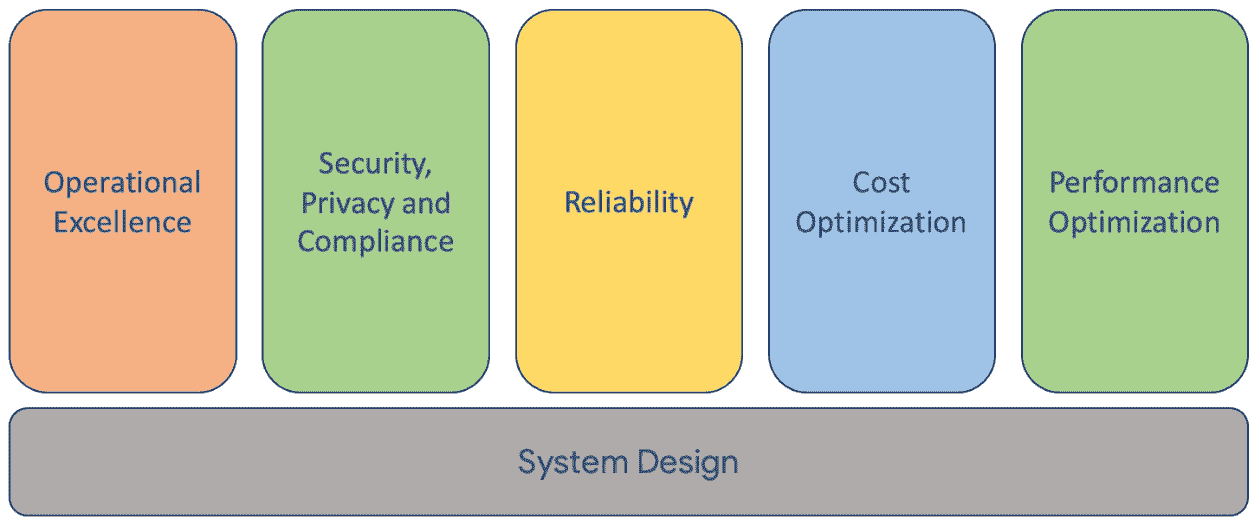 Operational
Excellence
Security,
Privacy and
Compliance
Reliability
Cost
Optimization
Performance
Optimization
System Design